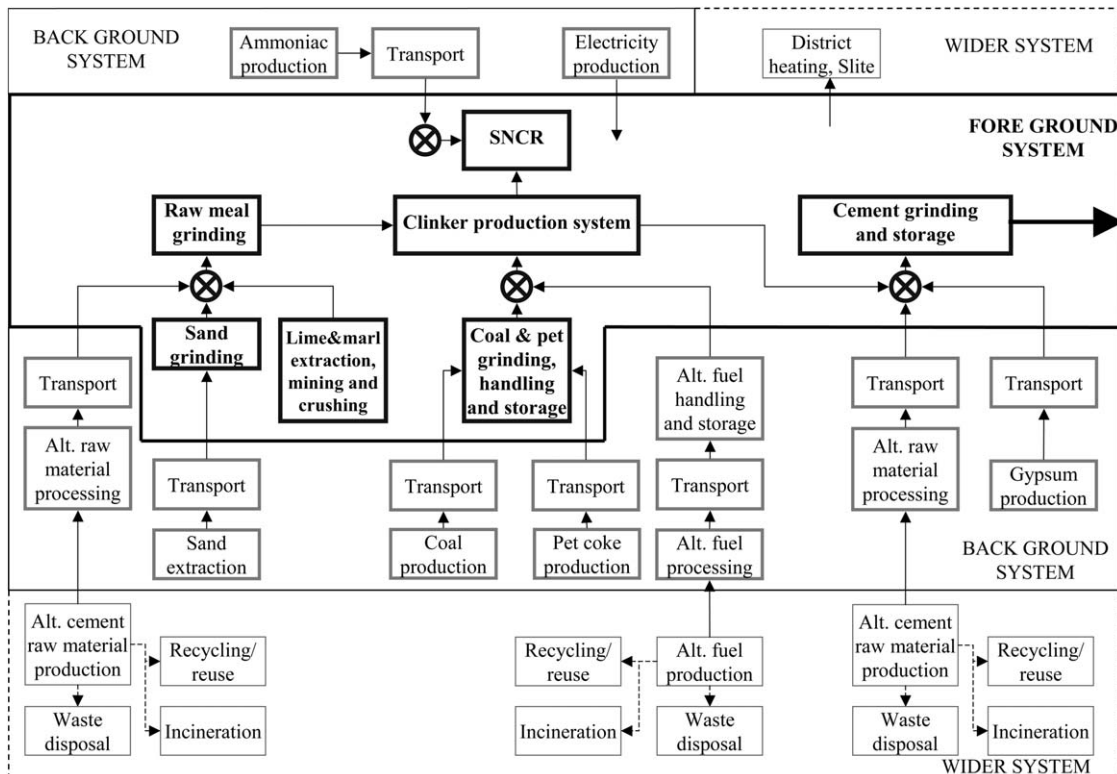 BACK GROUND
SYSTEM
Ammoniac
production
Transport
Electricity
production
District
heating, Slite
WIDER SYSTEM
FORE GROUND
SYSTEM
SNCR
Raw meal
grinding
Clinker production system
Cement grinding
and storage
Sand
grinding
Lime&marl
extraction,
mining and
crushing
Coal & pet
grinding,
handling
and storage
Transport
Alt. fuel
handling
and storage
Transport
Transport
Alt. raw
material
processing
Transport
Transport
Transport
Transport
Alt. raw
material
processing
Gypsum
production
Sand
extraction
Coal
production
Pet coke
production
Alt. fuel
processing
BACK GROUND
SYSTEM
Alt. cement
raw material
production
Recycling/
reuse
Waste
disposal
Incineration
Recycling/
reuse
Alt. fuel
production
Incineration
Waste
disposal
Alt. cement
raw material
production
Recycling/
reuse
Waste
disposal
Incineration
WIDER SYSTEM